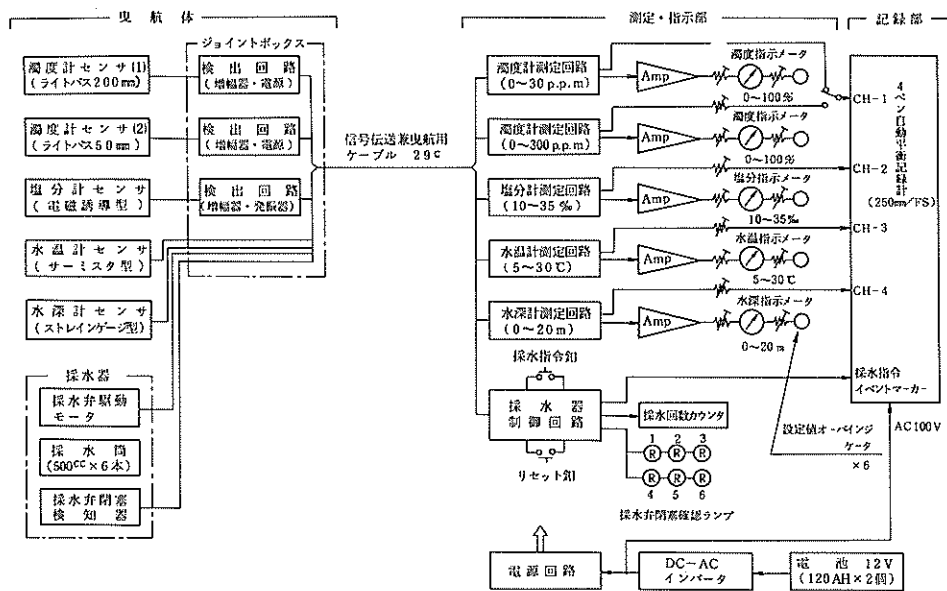 曳航体
測定・指示部
記録部
ジョイントボックス
濁度計センサ(1)
(ライトパス200mm)
検出回路
(増幅器・電源)
濁度計センサ(2)
(ライトパス50mm)
検出回路
(増幅器・電源)
塩分計センサ
(電磁誘導型)
検出回路
(増幅器・発振器)
水温計センサ
(サーミスタ型)
水深計センサ
(ストレインゲージ型)
採水器
採水弁駆動
モータ
採水筒
(500cc×6本)
採水弁閉塞
検知器
信号伝送兼曳航用
ケーブル 29c
濁度計測定回路
(0~30p.p.m)
Amp
濁度指示メータ
0~100%
濁度計測定回路
(0~300p.p.m)
Amp
濁度指示メータ
0~100%
塩分計測定回路
(10~35‰)
Amp
塩分指示メータ
10~35‰
水温計測定回路
(5~30℃)
Amp
水温指示メータ
5~30℃
水深計測定回路
(0~20m)
Amp
水深指示メータ
0~20m
CH-1
CH-2
CH-3
CH-4
4ペン自動平衡記録計
(250mm/FS)
採水指令
イベントマーカー
採水指令釦
採水器
制御回路
リセット釦
採水回数カウンタ
1 2 3
R R R
R R R
4 5 6
採水弁閉塞確認ランプ
設定値オーバインジ
ケータ
×6
AC100V
電源回路
DC-AC
インバータ
電池 12V
(120AH×2個)